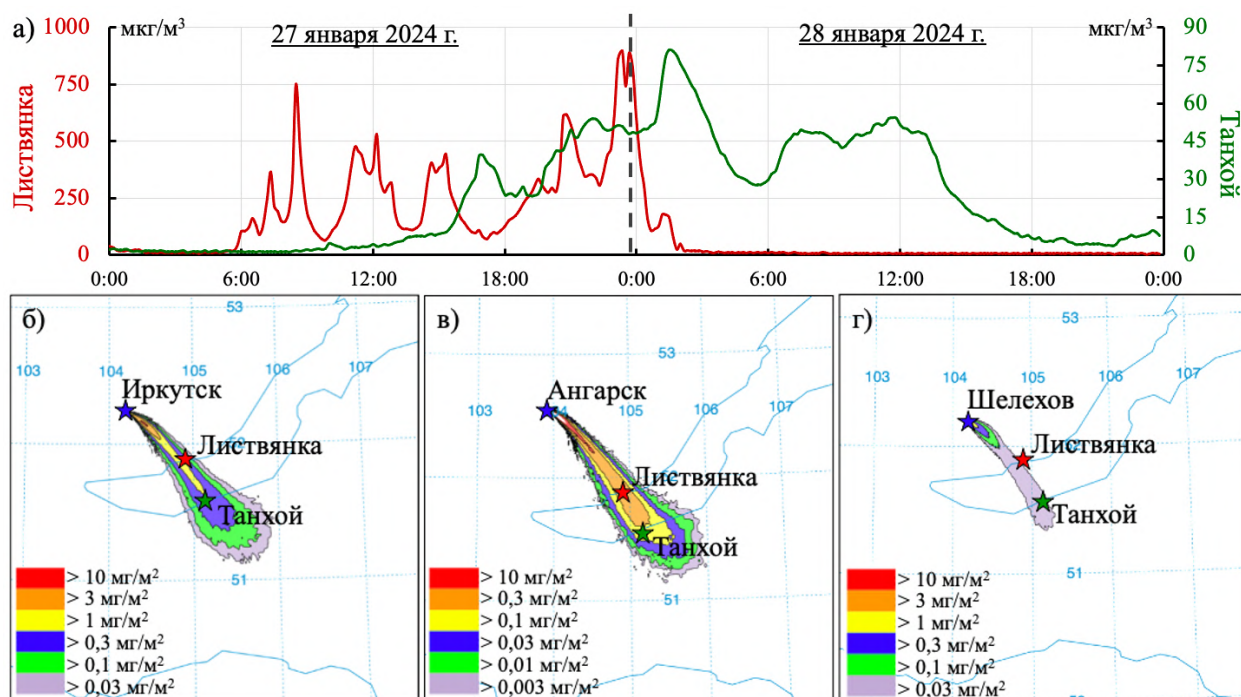 а)
1000
750
500
250
0
Листвянка
мкг/м³
27 января 2024 г.
28 января 2024 г.
мкг/м³
90
75
60
45
30
15
0
Танхой
0:00 6:00 12:00 18:00 0:00 6:00 12:00 18:00 0:00
б)
53
103 104 105 106 107
Иркутск
Листвянка
Танхой
51
> 10 мг/м²
> 3 мг/м²
> 1 мг/м²
> 0,3 мг/м²
> 0,1 мг/м²
> 0,03 мг/м²
в)
53
103 104 105 106 107
Ангарск
Листвянка
Танхой
51
> 10 мг/м²
> 0,3 мг/м²
> 0,1 мг/м²
> 0,03 мг/м²
> 0,01 мг/м²
> 0,003 мг/м²
г)
53
103 104 105 106 107
Шелехов
Листвянка
Танхой
51
> 10 мг/м²
> 3 мг/м²
> 1 мг/м²
> 0,3 мг/м²
> 0,1 мг/м²
> 0,03 мг/м²